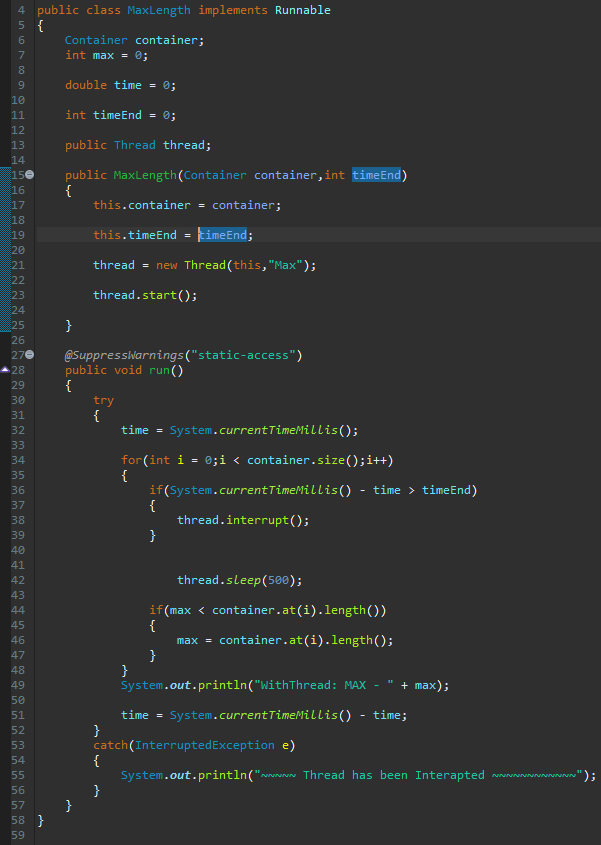 4 public class MaxLength implements Runnable
5 {
6 Container container;
7 int max = 0;
8
9 double time = 0;
10
11 int timeEnd = 0;
12
13 public Thread thread;
14
15 public MaxLength(Container container,int timeEnd)
16 {
17 this.container = container;
18
19 this.timeEnd = timeEnd;
20
21 thread = new Thread(this,"Max");
22
23 thread.start();
24
25 }
26
27 @SuppressWarnings("static-access")
28 public void run()
29 {
30 try
31 {
32 time = System.currentTimeMillis();
33
34 for(int i = 0;i < container.size();i++)
35 {
36 if(System.currentTimeMillis() - time > timeEnd)
37 {
38 thread.interrupt();
39 }
40
41
42 thread.sleep(500);
43
44 if(max < container.at(i).length())
45 {
46 max = container.at(i).length();
47 }
48 }
49 System.out.println("WithThread: MAX - " + max);
50
51 time = System.currentTimeMillis() - time;
52 }
53 catch(InterruptedException e)
54 {
55 System.out.println("~~~~~ Thread has been Interapted ~~~~~~~~~~~~");
56 }
57 }
58 }
59